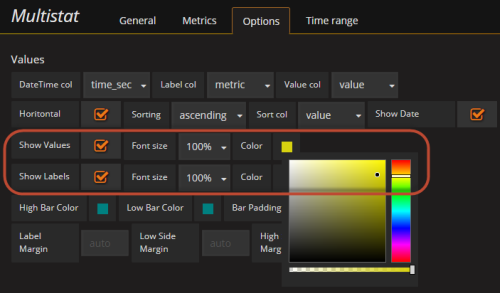 Multistat General Metrics Options Time range
Values
DateTime col time_sec Label col metric Value col value
Horitontal Sorting ascending Sort col value Show Date
Show Values Font size 100% Color
Show Labels Font size 100% Color
High Bar Color Low Bar Color Bar Padding
Label Margin auto Low Side Margin auto High